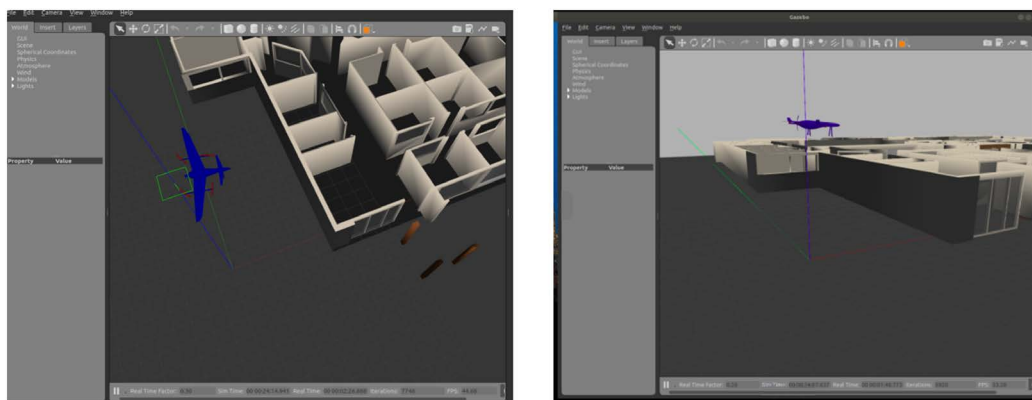 File Edit Camera View Window Help
World Insert Layers
GUI
Scene
Spherical Coordinates
Physics
Atmosphere
Wind
Models
Lights
Property Value
Real Time Factor: Sim Time: Real Time: Iterations: FPS:
Gazebo
File Edit Camera View Window Help
World Insert Layers
GUI
Scene
Spherical Coordinates
Physics
Atmosphere
Wind
Models
Lights
Property Value
Real Time Factor: Sim Time: Real Time: Iterations: FPS: